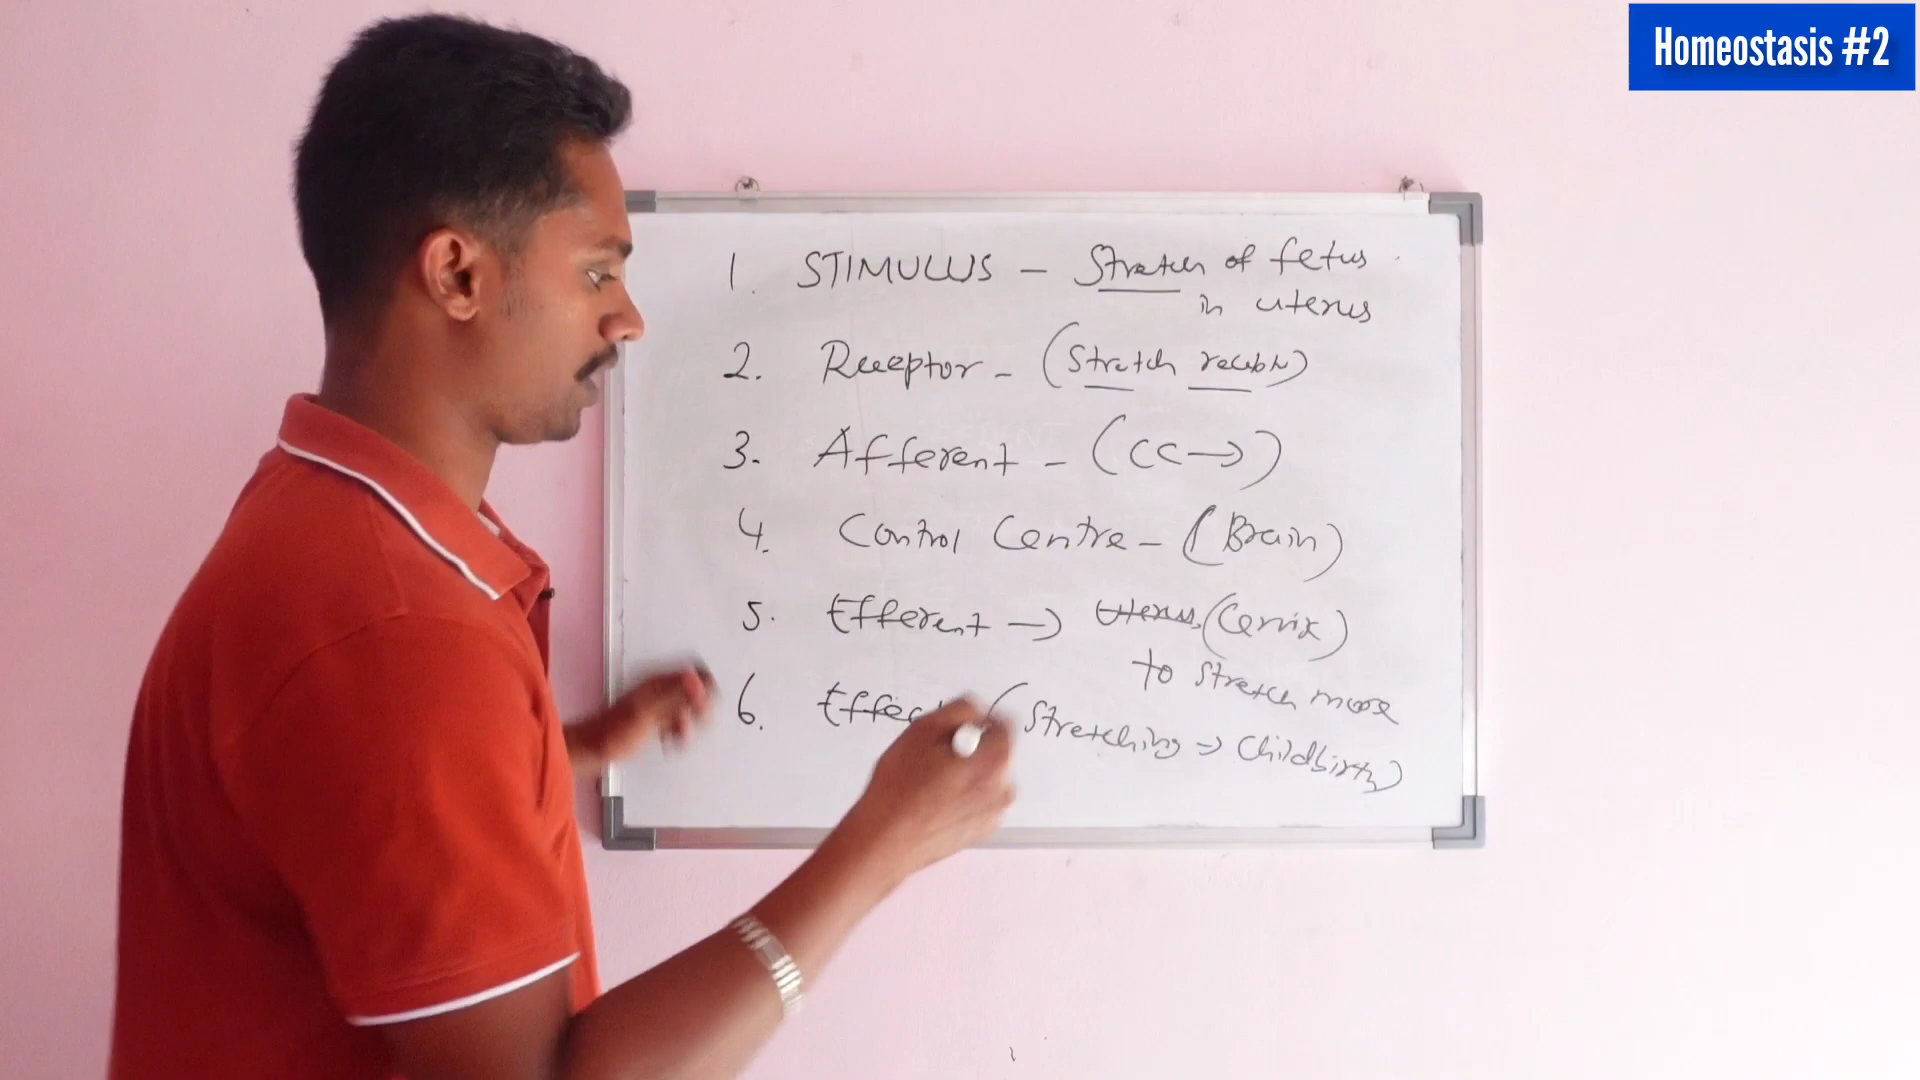 Homeostasis #2
1. STIMULUS - Stretch of fetus
in uterus
2. Receptor - (Stretch
3. Afferent - (CC →)
4. Control Centre - (Brain)
5. Efferent → Uterus, (Cervix)
to stretch more
6. Effect (Stretching ⇒ Childbirth)